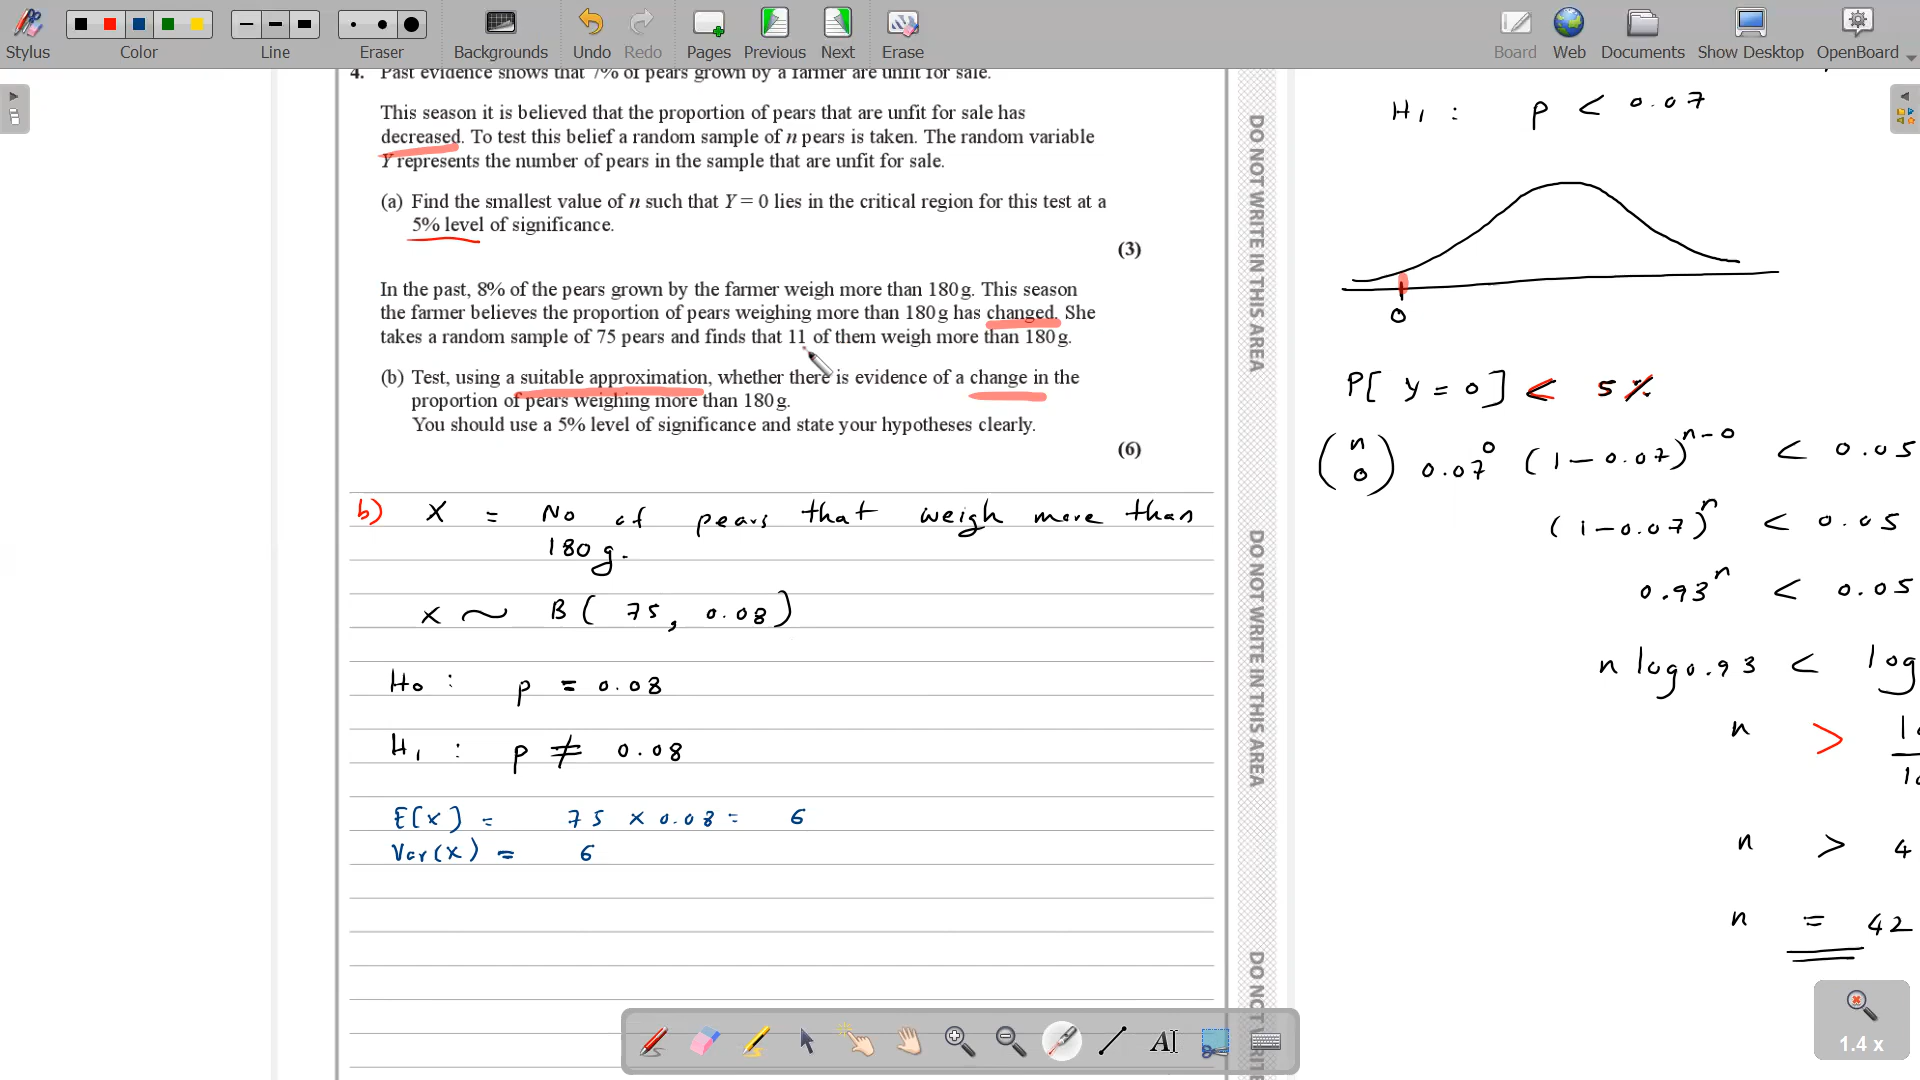 Stylus Color Line Eraser Backgrounds Undo Redo Pages Previous Next Erase Board Web Documents Show Desktop OpenBoard
4. Past evidence shows that 7% of pears grown by a farmer are unfit for sale.
This season it is believed that the proportion of pears that are unfit for sale has
decreased. To test this belief a random sample of n pears is taken. The random variable
Y represents the number of pears in the sample that are unfit for sale.
(a) Find the smallest value of n such that Y = 0 lies in the critical region for this test at a
5% level of significance.
(3)
In the past, 8% of the pears grown by the farmer weigh more than 180 g. This season
the farmer believes the proportion of pears weighing more than 180 g has changed. She
takes a random sample of 75 pears and finds that 11 of them weigh more than 180 g.
(b) Test, using a suitable approximation, whether there is evidence of a change in the
proportion of pears weighing more than 180 g.
You should use a 5% level of significance and state your hypotheses clearly.
(6)
b) X = No of pears that weigh more than
180 g.
X ~ B ( 75, 0.08 )
H0 : p = 0.08
H1 : p ≠ 0.08
E[X] = 75 × 0.08 = 6
Var(X) = 6
DO NOT WRITE IN THIS AREA
DO NOT WRITE IN THIS AREA
DO NOT WRITE
H1 : p < 0.07
0
P[ Y = 0 ] < 5 %
(n 0) 0.07^0 (1 - 0.07)^n-0 < 0.05
(1 - 0.07)^n < 0.05
0.93^n < 0.05
n log0.93 < log
n >
n > 4
n = 42
AI
1.4 x